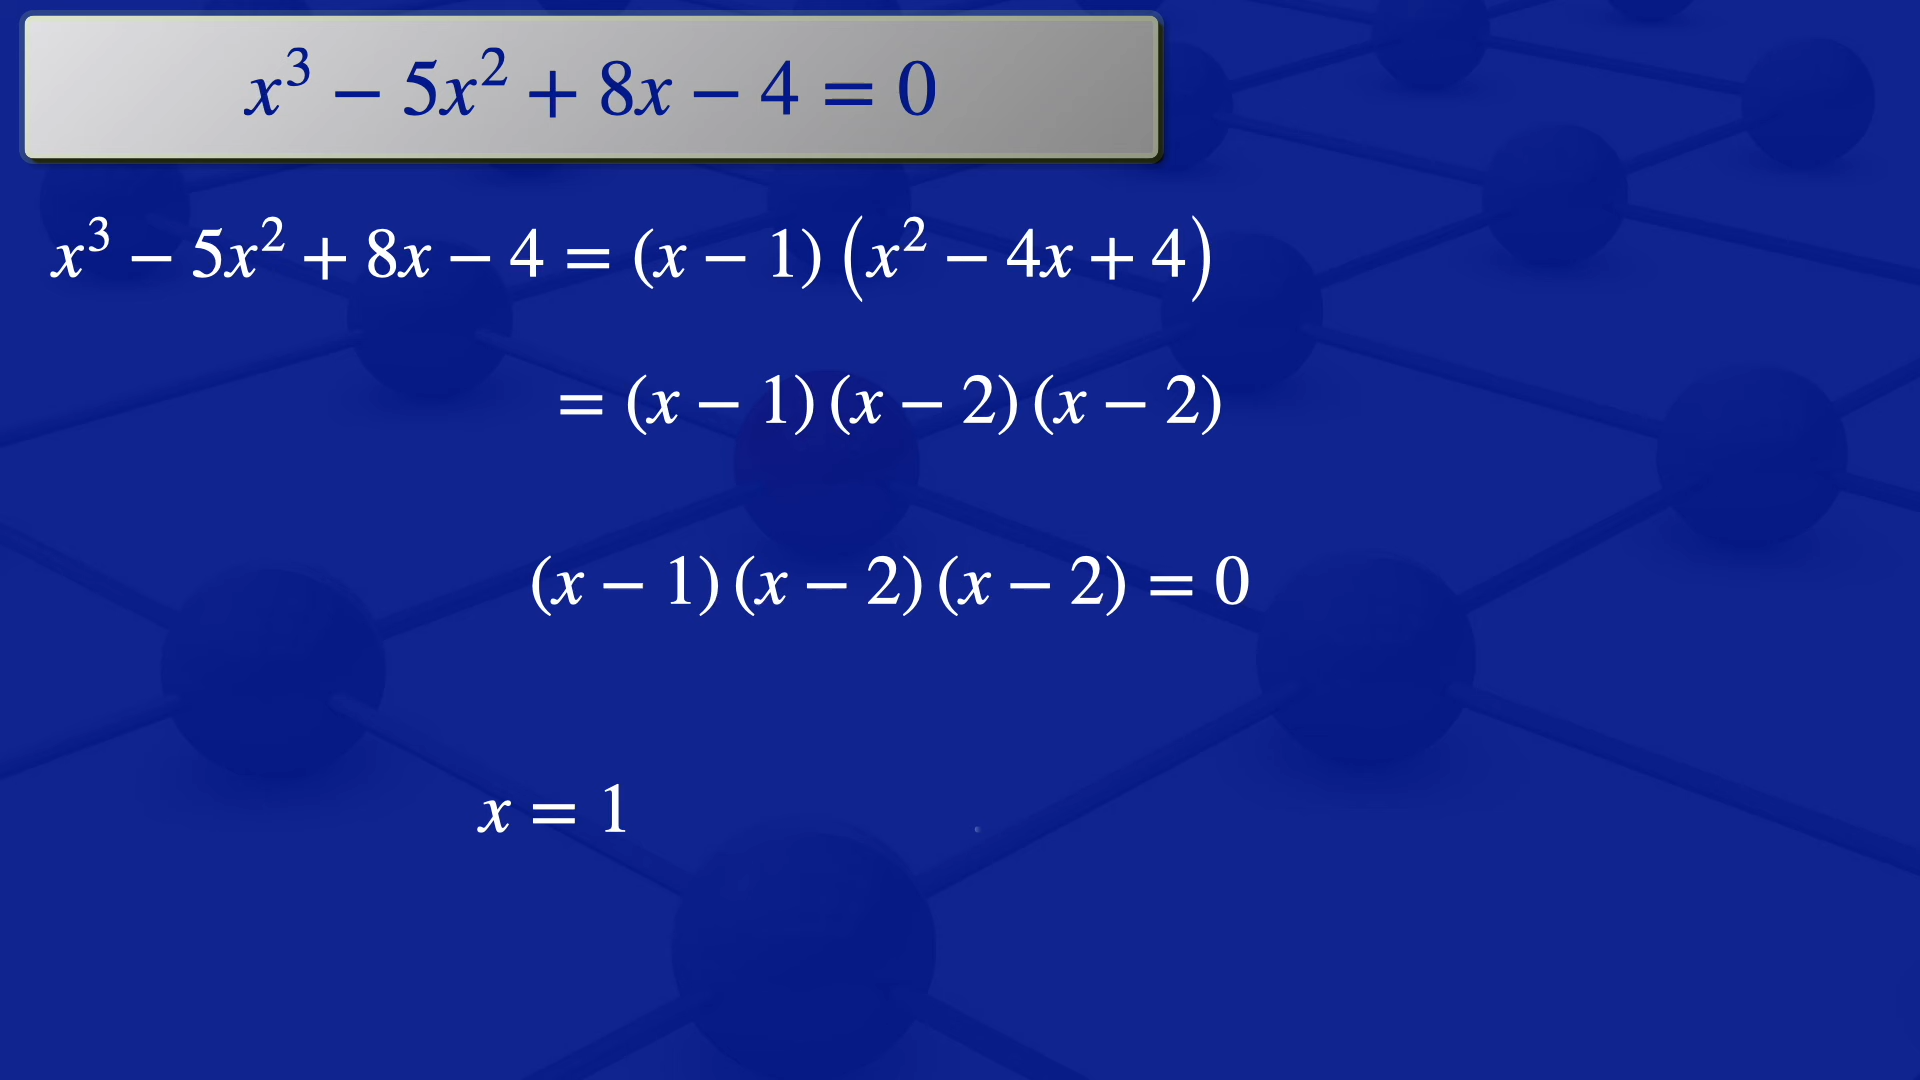 x³ − 5x² + 8x − 4 = 0
x³ − 5x² + 8x − 4 = (x − 1)(x² − 4x + 4)
= (x − 1)(x − 2)(x − 2)
(x − 1)(x − 2)(x − 2) = 0
x = 1